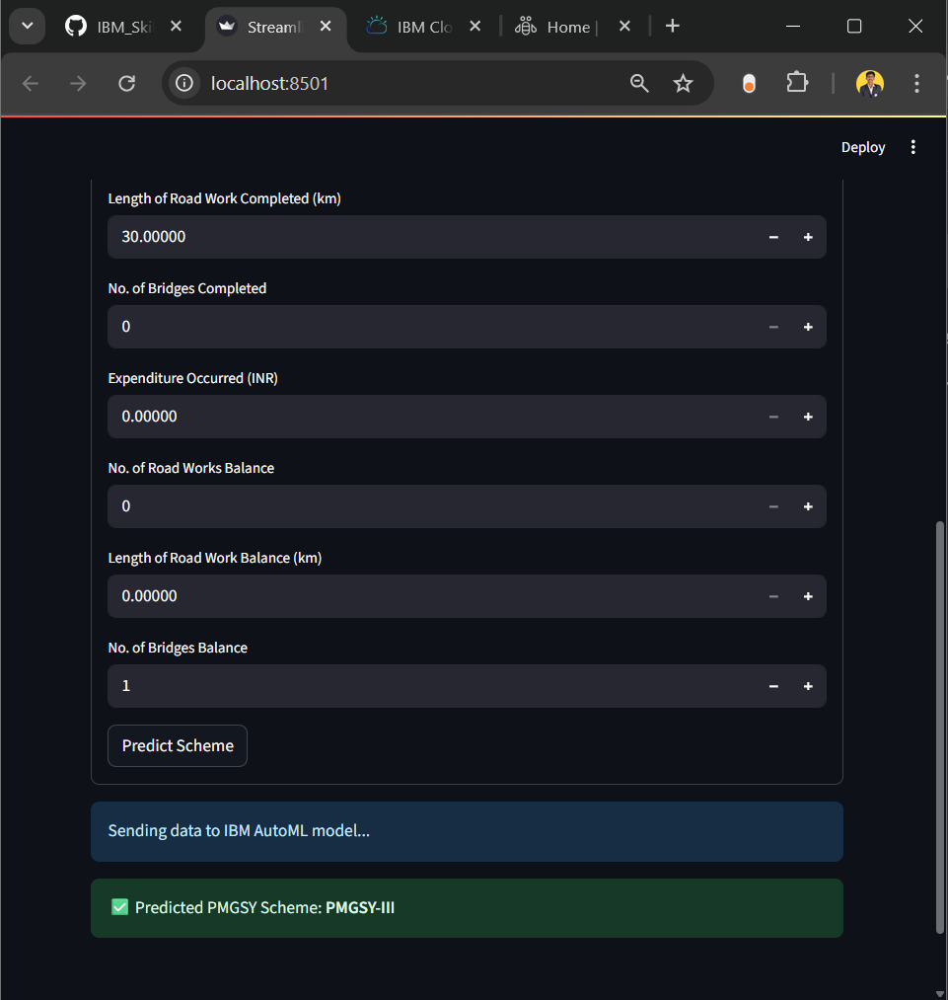 IBM_Ski
Streaml
IBM Clo
Home |
localhost:8501
Deploy
Length of Road Work Completed (km)
30.00000
No. of Bridges Completed
0
Expenditure Occurred (INR)
0.00000
No. of Road Works Balance
0
Length of Road Work Balance (km)
0.00000
No. of Bridges Balance
1
Predict Scheme
Sending data to IBM AutoML model...
✅ Predicted PMGSY Scheme: PMGSY-III